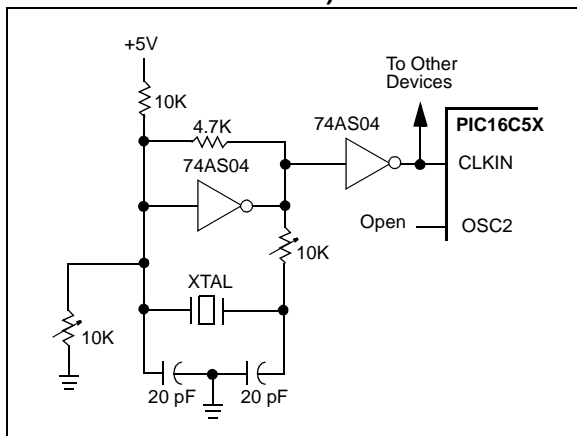 +5V
10K
4.7K
74AS04
74AS04
To Other
Devices
PIC16C5X
CLKIN
Open
OSC2
10K
XTAL
10K
20 pF
20 pF